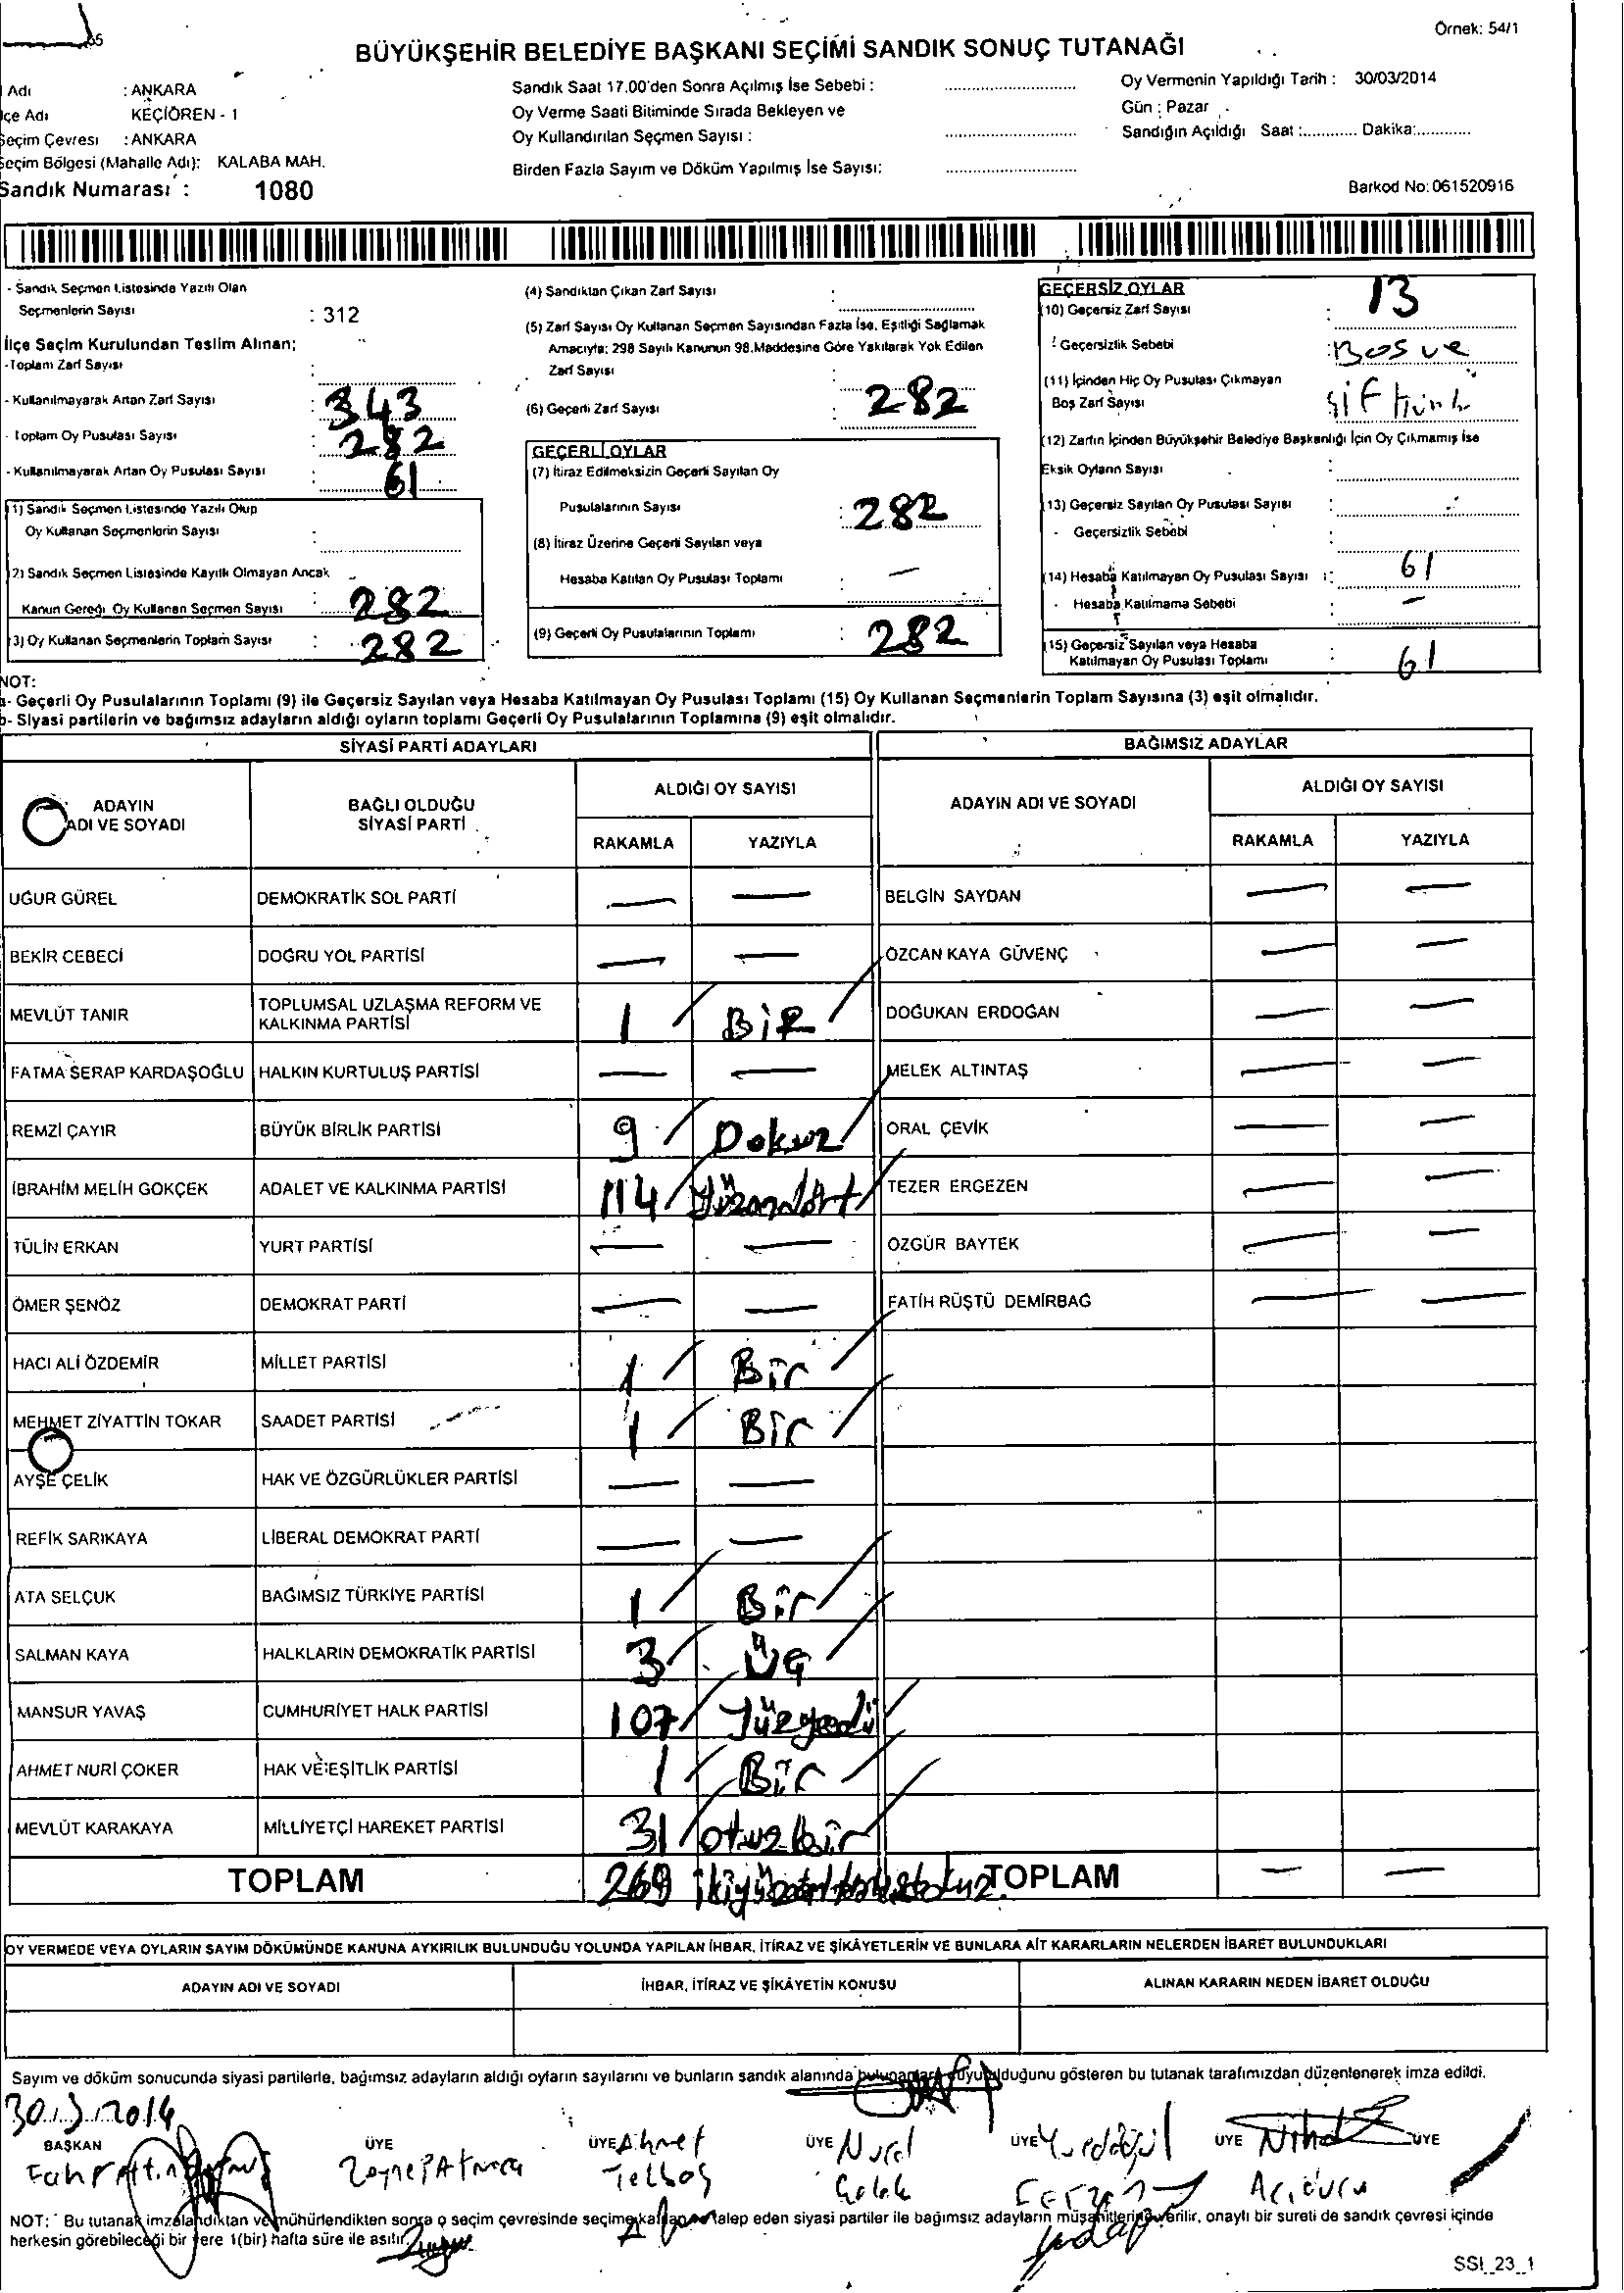 Örnek: 54/1
BÜYÜKŞEHİR BELEDİYE BAŞKANI SEÇİMİ SANDIK SONUÇ TUTANAĞI
Adı : ANKARA
İlçe Adı KEÇİÖREN - 1
Seçim Çevresi : ANKARA
Seçim Bölgesi (Mahalle Adı): KALABA MAH.
Sandık Numarası : 1080
Sandık Saat 17.00'den Sonra Açılmış İse Sebebi :
Oy Verme Saati Bitiminde Sırada Bekleyen ve
Oy Kullandırılan Seçmen Sayısı :
Birden Fazla Sayım ve Döküm Yapılmış İse Sayısı:
Oy Vermenin Yapıldığı Tarih : 30/03/2014
Gün : Pazar
Sandığın Açıldığı Saat :............ Dakika:............
Barkod No: 061520916
- Sandık Seçmen Listesinde Yazılı Olan
Seçmenlerin Sayısı : 312
İlçe Seçim Kurulundan Teslim Alınan;
-Toplam Zarf Sayısı :
- Kullanılmayarak Artan Zarf Sayısı : 343
- Toplam Oy Pusulası Sayısı : 282
- Kullanılmayarak Artan Oy Pusulası Sayısı : 61
(1) Sandık Seçmen Listesinde Yazılı Olup
Oy Kullanan Seçmenlerin Sayısı :
(2) Sandık Seçmen Listesinde Kayıtlı Olmayan Ancak
Kanun Gereği Oy Kullanan Seçmen Sayısı : 282
(3) Oy Kullanan Seçmenlerin Toplam Sayısı : 282
(4) Sandıktan Çıkan Zarf Sayısı :
(5) Zarf Sayısı Oy Kullanan Seçmen Sayısından Fazla İse, Eşitliği Sağlamak
Amacıyla; 298 Sayılı Kanunun 98.Maddesine Göre Yakılarak Yok Edilen
Zarf Sayısı :
(6) Geçerli Zarf Sayısı : 282
GEÇERLİ OYLAR
(7) İtiraz Edilmeksizin Geçerli Sayılan Oy
Pusulalarının Sayısı : 282
(8) İtiraz Üzerine Geçerli Sayılan veya
Hesaba Katılan Oy Pusulası Toplamı : —
(9) Geçerli Oy Pusulalarının Toplamı : 282
GEÇERSİZ OYLAR
(10) Geçersiz Zarf Sayısı : 13
- Geçersizlik Sebebi : Bos ve
(11) İçinden Hiç Oy Pusulası Çıkmayan
Boş Zarf Sayısı
(12) Zarfın İçinden Büyükşehir Belediye Başkanlığı İçin Oy Çıkmamış İse
Eksik Oyların Sayısı :
(13) Geçersiz Sayılan Oy Pusulası Sayısı :
- Geçersizlik Sebebi :
(14) Hesaba Katılmayan Oy Pusulası Sayısı : 61
- Hesaba Katılmama Sebebi : —
(15) Geçersiz Sayılan veya Hesaba
Katılmayan Oy Pusulası Toplamı : 61
NOT:
a- Geçerli Oy Pusulalarının Toplamı (9) ile Geçersiz Sayılan veya Hesaba Katılmayan Oy Pusulası Toplamı (15) Oy Kullanan Seçmenlerin Toplam Sayısına (3) eşit olmalıdır.
b- Siyasi partilerin ve bağımsız adayların aldığı oyların toplamı Geçerli Oy Pusulalarının Toplamına (9) eşit olmalıdır.
SİYASİ PARTİ ADAYLARI BAĞIMSIZ ADAYLAR
ADAYIN ADI VE SOYADI BAĞLI OLDUĞU SİYASİ PARTİ ALDIĞI OY SAYISI ADAYIN ADI VE SOYADI ALDIĞI OY SAYISI
RAKAMLA YAZIYLA RAKAMLA YAZIYLA
UĞUR GÜREL DEMOKRATİK SOL PARTİ — — BELGİN SAYDAN — —
BEKİR CEBECİ DOĞRU YOL PARTİSİ — — ÖZCAN KAYA GÜVENÇ — —
MEVLÜT TANIR TOPLUMSAL UZLAŞMA REFORM VE KALKINMA PARTİSİ 1 / BİR / DOĞUKAN ERDOĞAN — —
FATMA SERAP KARDAŞOĞLU HALKIN KURTULUŞ PARTİSİ — — MELEK ALTINTAŞ — —
REMZİ ÇAYIR BÜYÜK BİRLİK PARTİSİ 9 / Dokuz / ORAL ÇEVİK — —
İBRAHİM MELİH GÖKÇEK ADALET VE KALKINMA PARTİSİ 114 / Yüzondört / TEZER ERGEZEN — —
TÜLİN ERKAN YURT PARTİSİ — — ÖZGÜR BAYTEK — —
ÖMER ŞENÖZ DEMOKRAT PARTİ — — FATİH RÜŞTÜ DEMİRBAĞ — —
HACI ALİ ÖZDEMİR MİLLET PARTİSİ 1 / Bir /
MEHMET ZİYATTİN TOKAR SAADET PARTİSİ 1 / Bir /
AYŞE ÇELİK HAK VE ÖZGÜRLÜKLER PARTİSİ — —
REFİK SARIKAYA LİBERAL DEMOKRAT PARTİ — —
ATA SELÇUK BAĞIMSIZ TÜRKİYE PARTİSİ 1 / Bir /
SALMAN KAYA HALKLARIN DEMOKRATİK PARTİSİ 3 / Üç /
MANSUR YAVAŞ CUMHURİYET HALK PARTİSİ 107 / Yüzyedi /
AHMET NURİ ÇOKER HAK VE EŞİTLİK PARTİSİ 1 / Bir /
MEVLÜT KARAKAYA MİLLİYETÇİ HAREKET PARTİSİ 31 / otuzbir /
TOPLAM 269 TOPLAM — —
OY VERMEDE VEYA OYLARIN SAYIM DÖKÜMÜNDE KANUNA AYKIRILIK BULUNDUĞU YOLUNDA YAPILAN İHBAR, İTİRAZ VE ŞİKÂYETLERİN VE BUNLARA AİT KARARLARIN NELERDEN İBARET BULUNDUKLARI
ADAYIN ADI VE SOYADI İHBAR, İTİRAZ VE ŞİKÂYETİN KONUSU ALINAN KARARIN NEDEN İBARET OLDUĞU
Sayım ve döküm sonucunda siyasi partilerle, bağımsız adayların aldığı oyların sayılarını ve bunların sandık alanında olduğunu gösteren bu tutanak tarafımızdan düzenlenerek imza edildi.
30.3.2014
BAŞKAN ÜYE ÜYE Ahmet ÜYE ÜYE ÜYE ÜYE
NOT: Bu tutanak imzalandıktan ve mühürlendikten sonra o seçim çevresinde seçime talep eden siyasi partiler ile bağımsız adayların müşahitlerine verilir, onaylı bir sureti de sandık çevresi içinde
herkesin görebileceği bir yere 1(bir) hafta süre ile asılır.
SSI_23_1